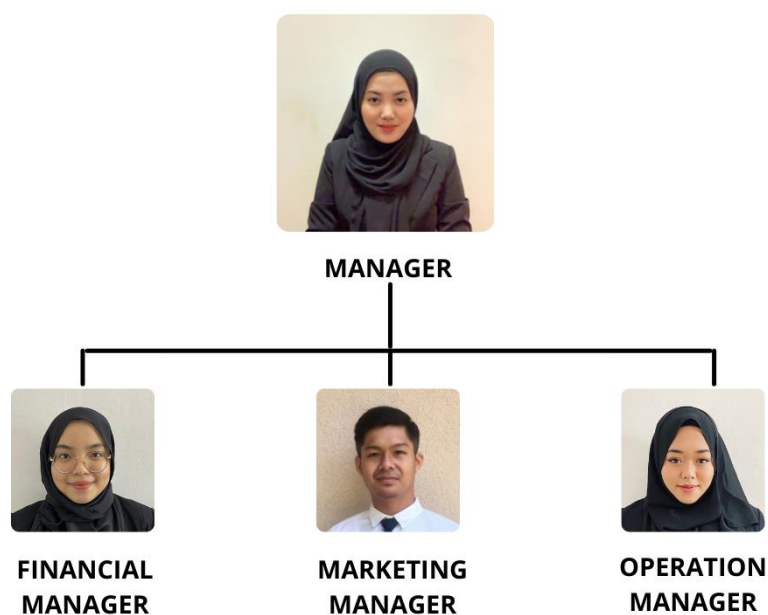 MANAGER
FINANCIAL
MANAGER
MARKETING
MANAGER
OPERATION
MANAGER